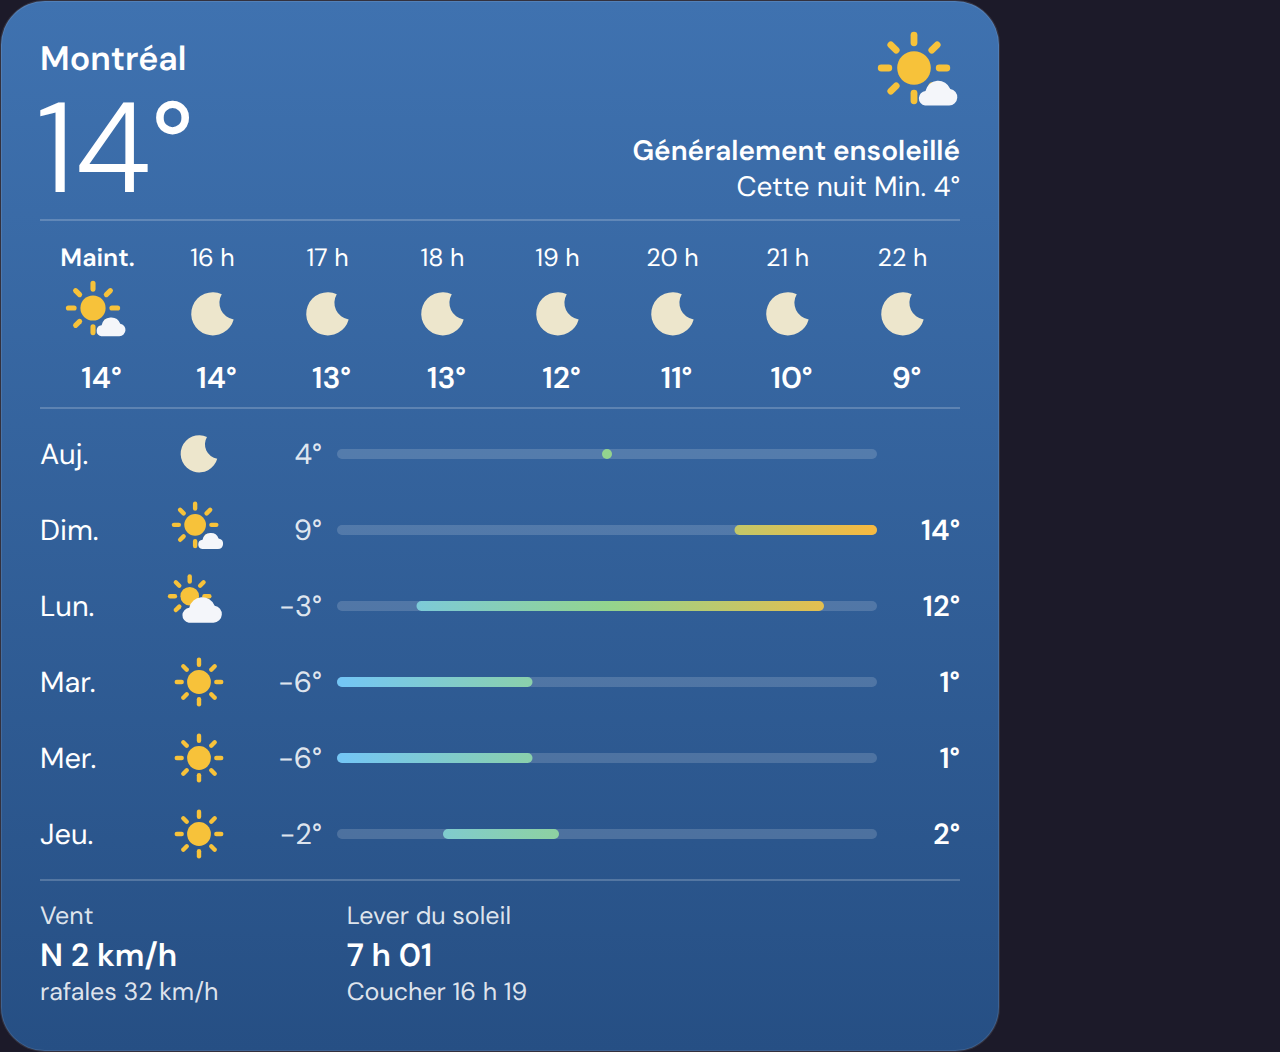 Montréal
14°
Généralement ensoleillé
Cette nuit Min. 4°
Maint. 16 h 17 h 18 h 19 h 20 h 21 h 22 h
14° 14° 13° 13° 12° 11° 10° 9°
Auj. 4°
Dim. 9° 14°
Lun. −3° 12°
Mar. −6° 1°
Mer. −6° 1°
Jeu. −2° 2°
Vent
N 2 km/h
rafales 32 km/h
Lever du soleil
7 h 01
Coucher 16 h 19